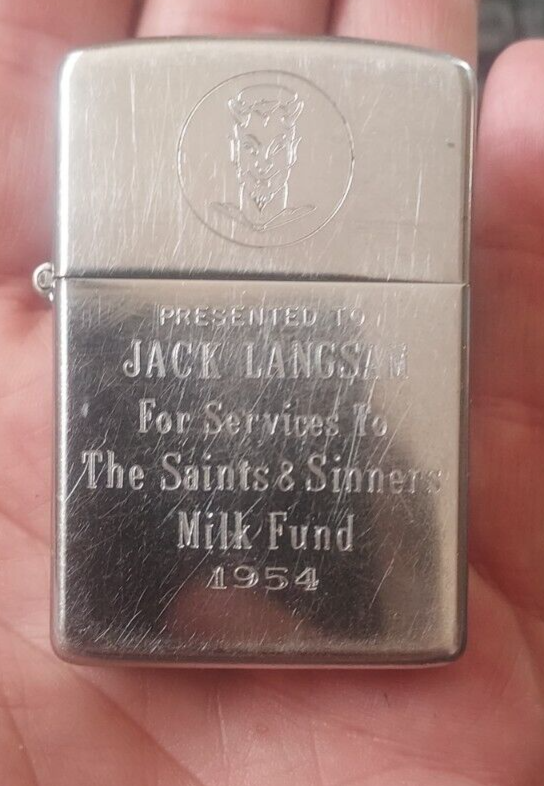 PRESENTED TO
JACK LANGSAM
For Services To
The Saints & Sinners
Milk Fund
1954